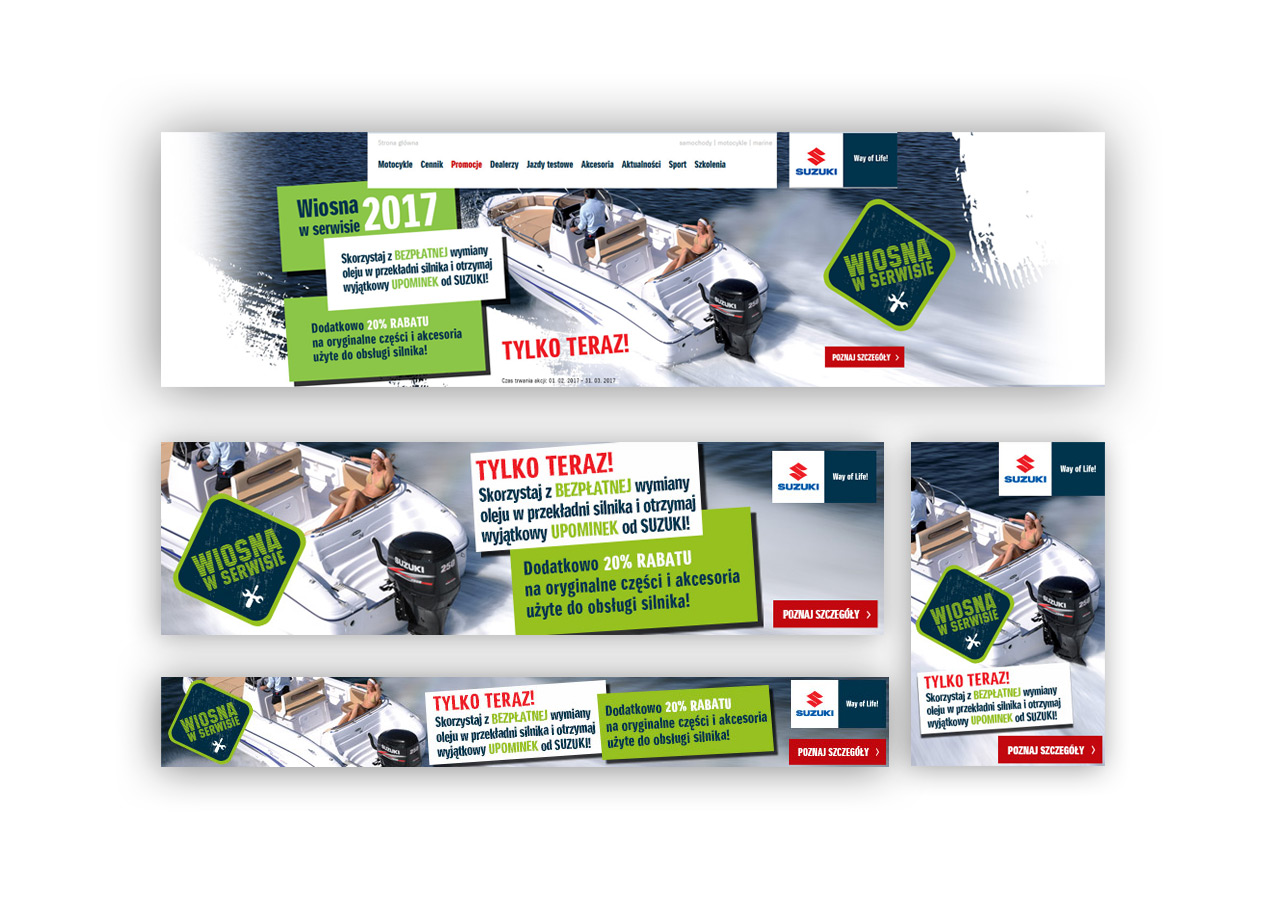 Strona główna
samochody | motocykle | marine
Motocykle Cennik Promocje Dealerzy Jazdy testowe Akcesoria Aktualności Sport Szkolenia
SUZUKI
Way of Life!
Wiosna
w serwisie 2017
Skorzystaj z BEZPŁATNEJ wymiany
oleju w przekładni silnika i otrzymaj
wyjątkowy UPOMINEK od SUZUKI!
Dodatkowo 20% RABATU
na oryginalne części i akcesoria
użyte do obsługi silnika!
SUZUKI
250
WIOSNA
W SERWISIE
TYLKO TERAZ!
POZNAJ SZCZEGÓŁY
Czas trwania akcji: 01. 02. 2017 - 31. 03. 2017
WIOSNA
W SERWISIE
SUZUKI
250
TYLKO TERAZ!
Skorzystaj z BEZPŁATNEJ wymiany
oleju w przekładni silnika i otrzymaj
wyjątkowy UPOMINEK od SUZUKI!
Dodatkowo 20% RABATU
na oryginalne części i akcesoria
użyte do obsługi silnika!
SUZUKI
Way of Life!
POZNAJ SZCZEGÓŁY
SUZUKI
Way of Life!
SUZUKI
250
WIOSNA
W SERWISIE
TYLKO TERAZ!
Skorzystaj z BEZPŁATNEJ wymiany
oleju w przekładni silnika i otrzymaj
wyjątkowy UPOMINEK od SUZUKI!
POZNAJ SZCZEGÓŁY
WIOSNA
W SERWISIE
SUZUKI
TYLKO TERAZ!
Skorzystaj z BEZPŁATNEJ wymiany
oleju w przekładni silnika i otrzymaj
wyjątkowy UPOMINEK od SUZUKI!
Dodatkowo 20% RABATU
na oryginalne części i akcesoria
użyte do obsługi silnika!
SUZUKI
Way of Life!
POZNAJ SZCZEGÓŁY